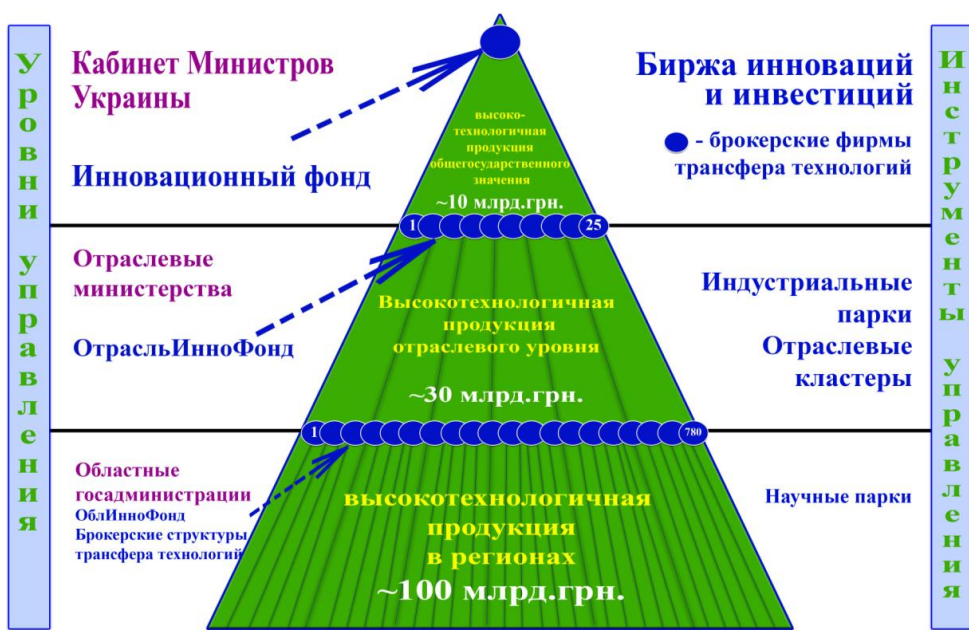 Уровни управления
Кабинет Министров
Украины
Инновационный фонд
высоко-
технологичная
продукция
общегосударственного
значения
~10 млрд.грн.
Биржа инноваций
и инвестиций
- брокерские фирмы
трансфера технологий
1
25
Отраслевые
министерства
ОтрасльИнноФонд
Высокотехнологичная
продукция
отраслевого уровня
~30 млрд.грн.
Индустриальные
парки
Отраслевые
кластеры
1
780
Областные
госадминистрации
ОблИнноФонд
Брокерские структуры
трансфера технологий
высокотехнологичная
продукция
в регионах
~100 млрд.грн.
Научные парки
Инструменты управления